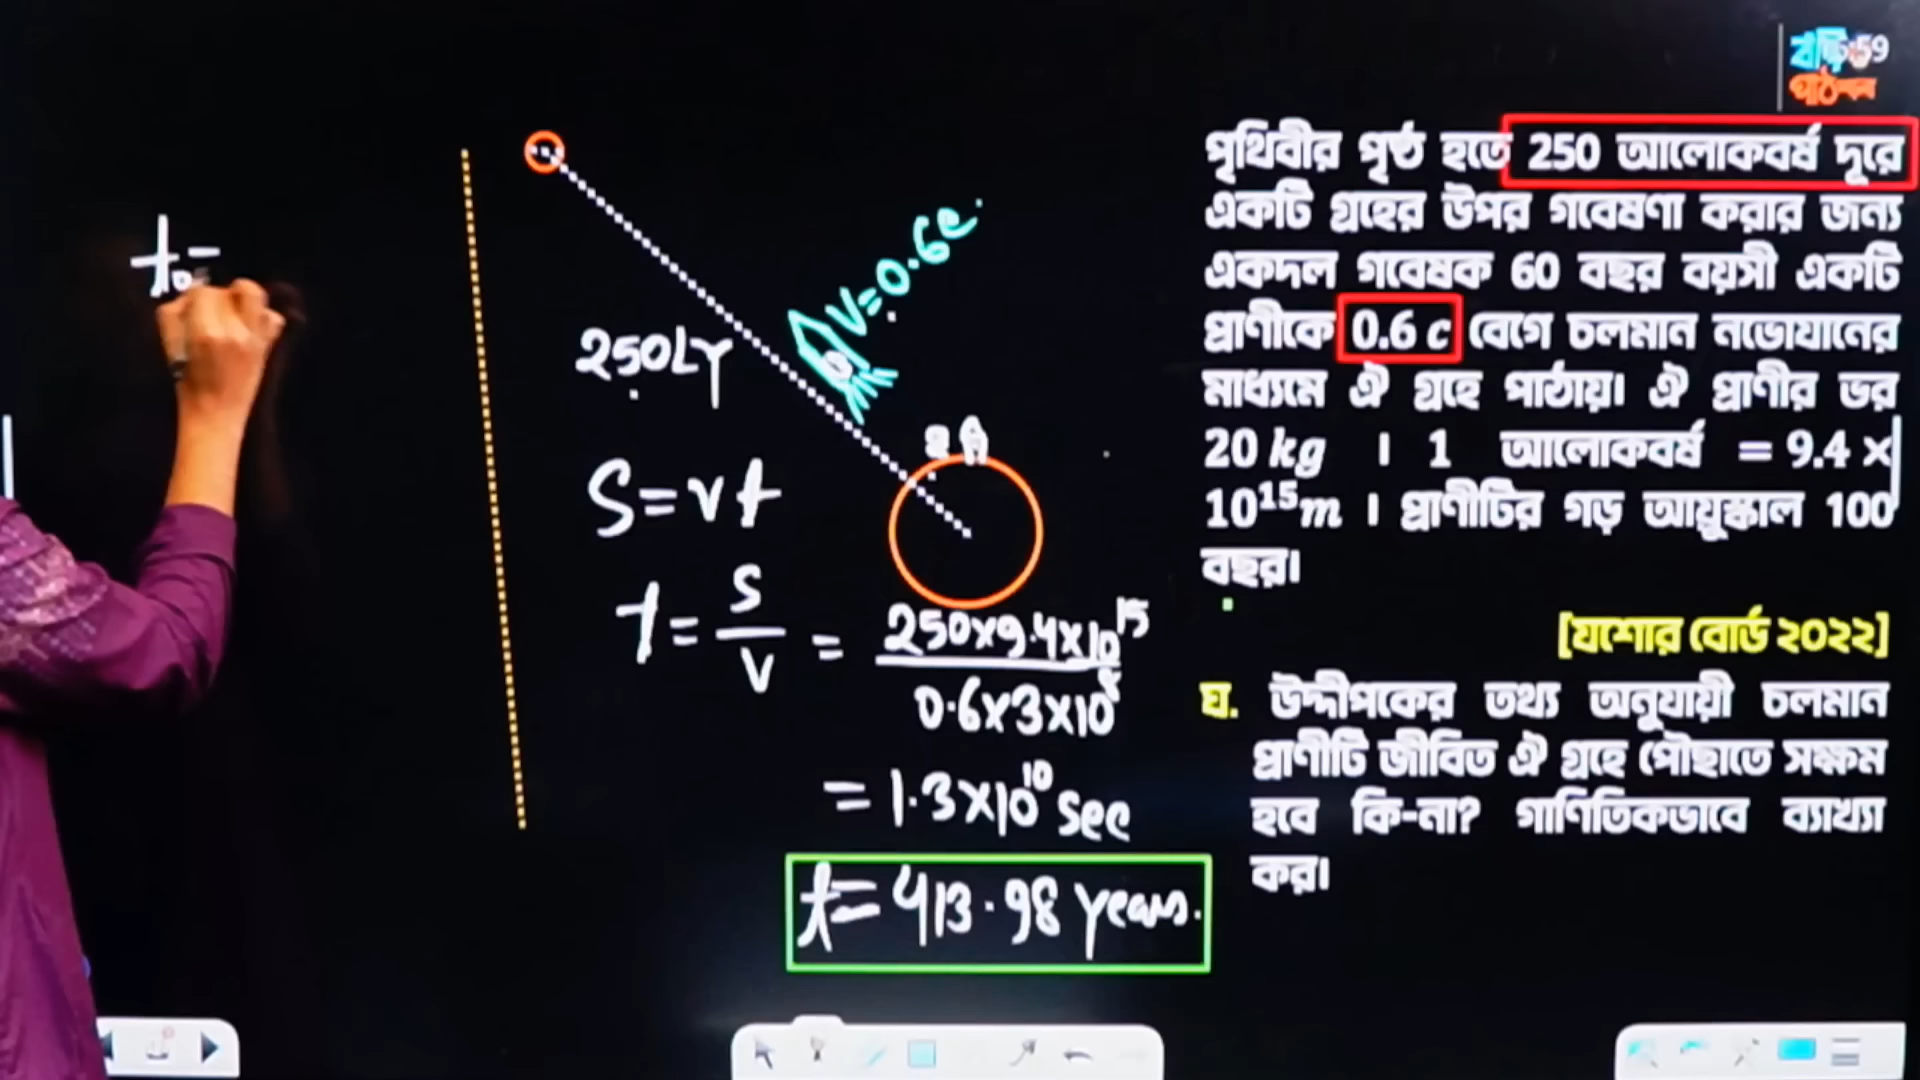 পৃথিবীর পৃষ্ঠ হতে 250 আলোকবর্ষ দূরে
একটি গ্রহের উপর গবেষণা করার জন্য
একদল গবেষক 60 বছর বয়সী একটি
প্রাণীকে 0.6 c বেগে চলমান নভোযানের
মাধ্যমে ঐ গ্রহে পাঠায়। ঐ প্রাণীর ভর
20 kg । 1 আলোকবর্ষ = 9.4 ×
10¹⁵m । প্রাণীটির গড় আয়ুষ্কাল 100
বছর।
[যশোর বোর্ড ২০২২]
ঘ. উদ্দীপকের তথ্য অনুযায়ী চলমান
প্রাণীটি জীবিত ঐ গ্রহে পৌছাতে সক্ষম
হবে কি-না? গাণিতিকভাবে ব্যাখ্যা
কর।
t₀ =
V=0.6c
250LY
S=vt
t = S/V = 250×9.4×10¹⁵ / 0.6×3×10⁸
= 1.3×10¹⁰ sec
t= 413.98 years.